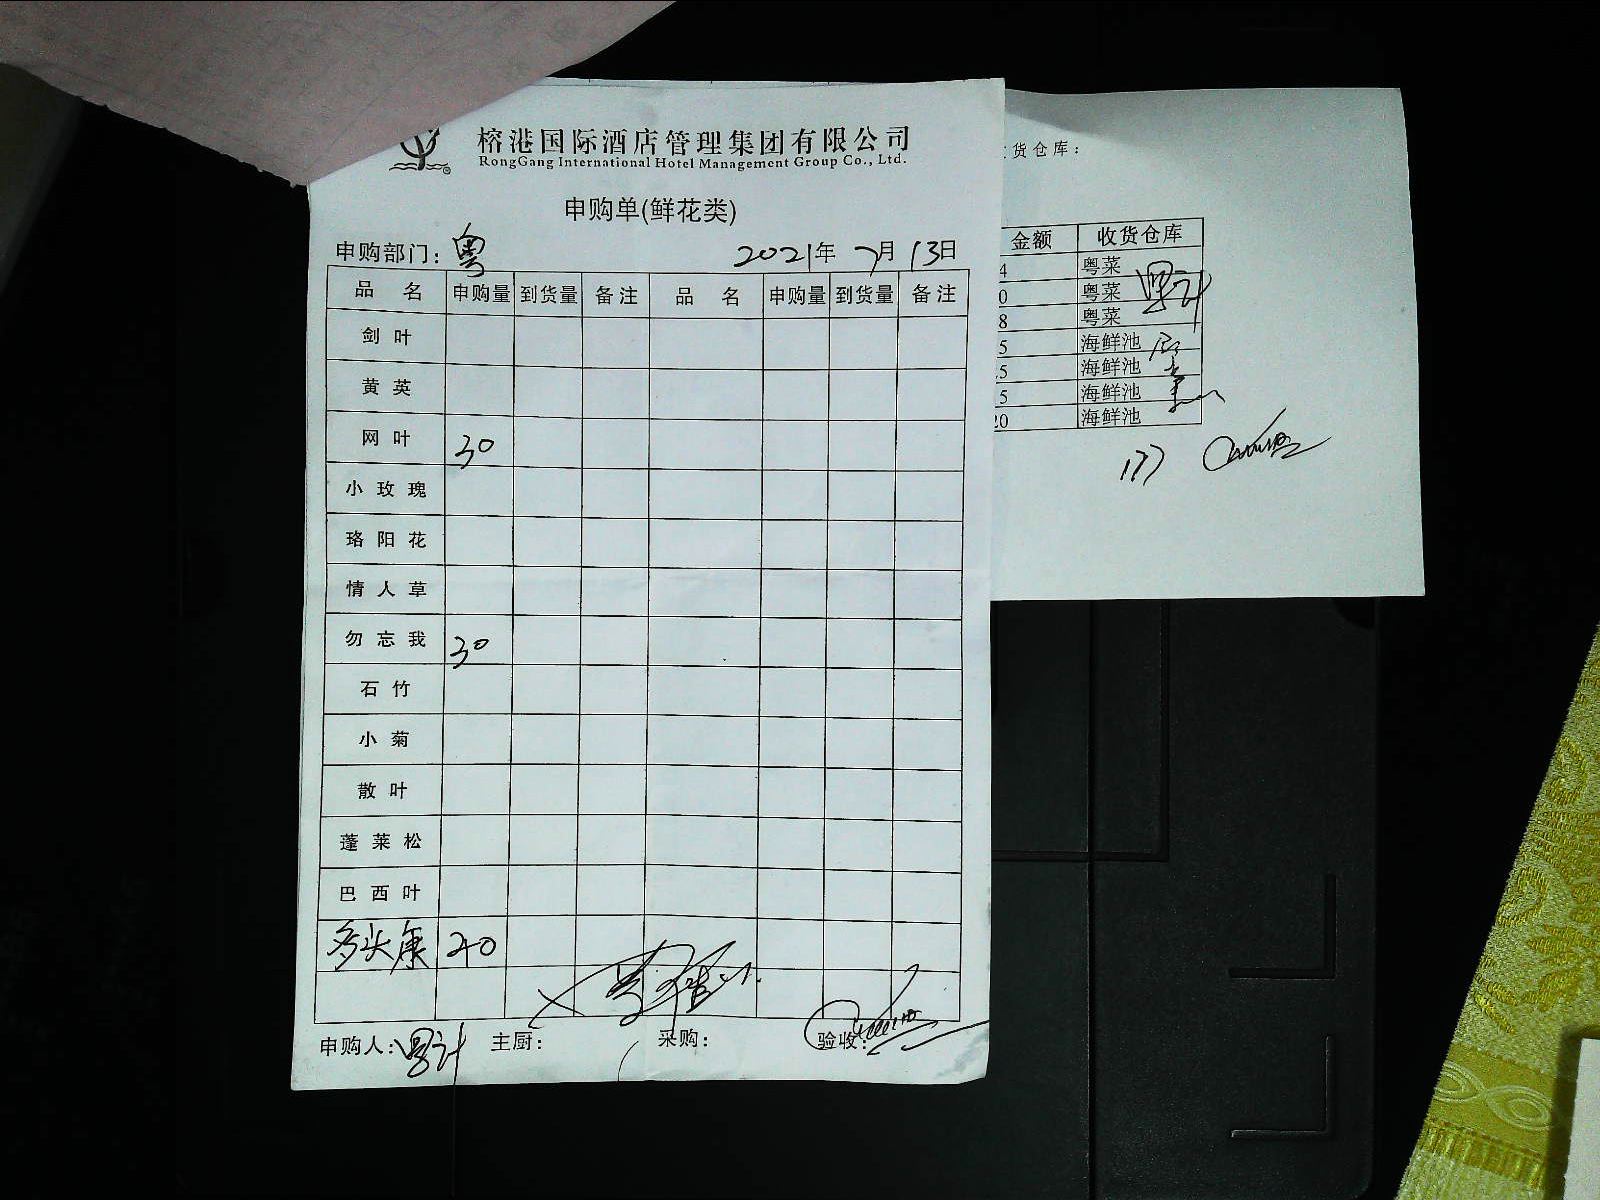 榕港国际酒店管理集团有限公司
RongGang International Hotel Management Group Co., Ltd.
申购单(鲜花类)
申购部门：粤 2021年 7月 13日
品名 申购量 到货量 备注 品名 申购量 到货量 备注
剑叶
黄英
网叶 30
小玫瑰
珞阳花
情人草
勿忘我 30
石竹
小菊
散叶
蓬莱松
巴西叶
多头康 20
申购人： 主厨： 采购： 验收：
货仓库：
金额 收货仓库
4 粤菜
0 粤菜
8 粤菜
5 海鲜池
5 海鲜池
5 海鲜池
20 海鲜池